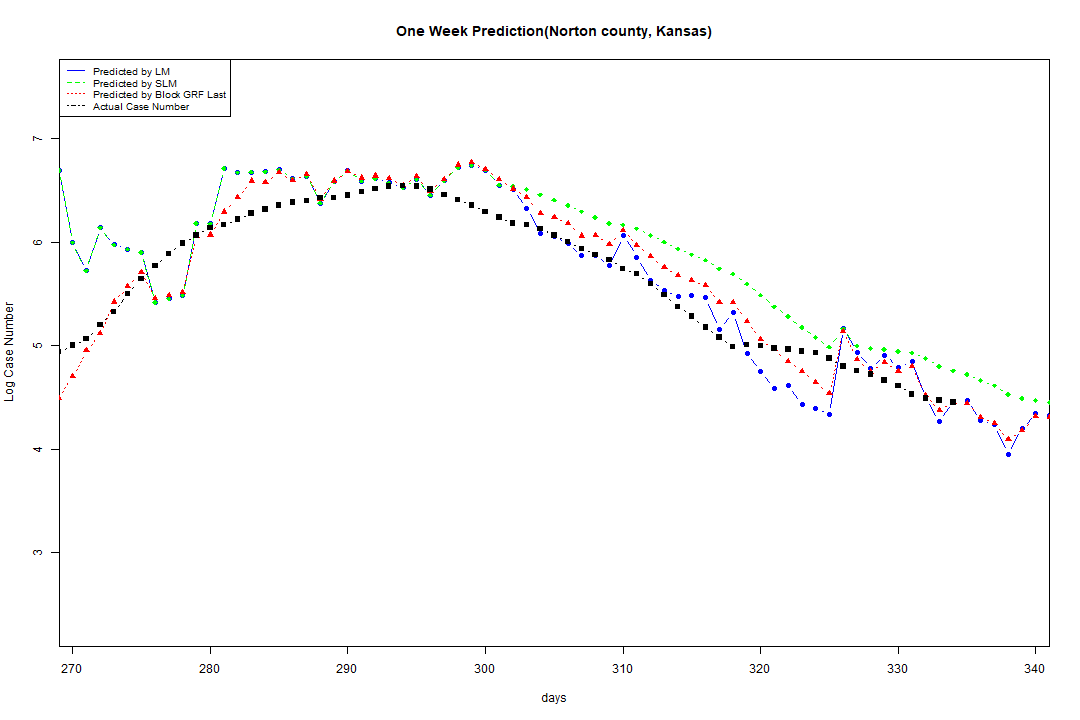 One Week Prediction(Norton county, Kansas)
Predicted by LM
Predicted by SLM
Predicted by Block GRF Last
Actual Case Number
7
6
5
4
3
Log Case Number
270 280 290 300 310 320 330 340
days